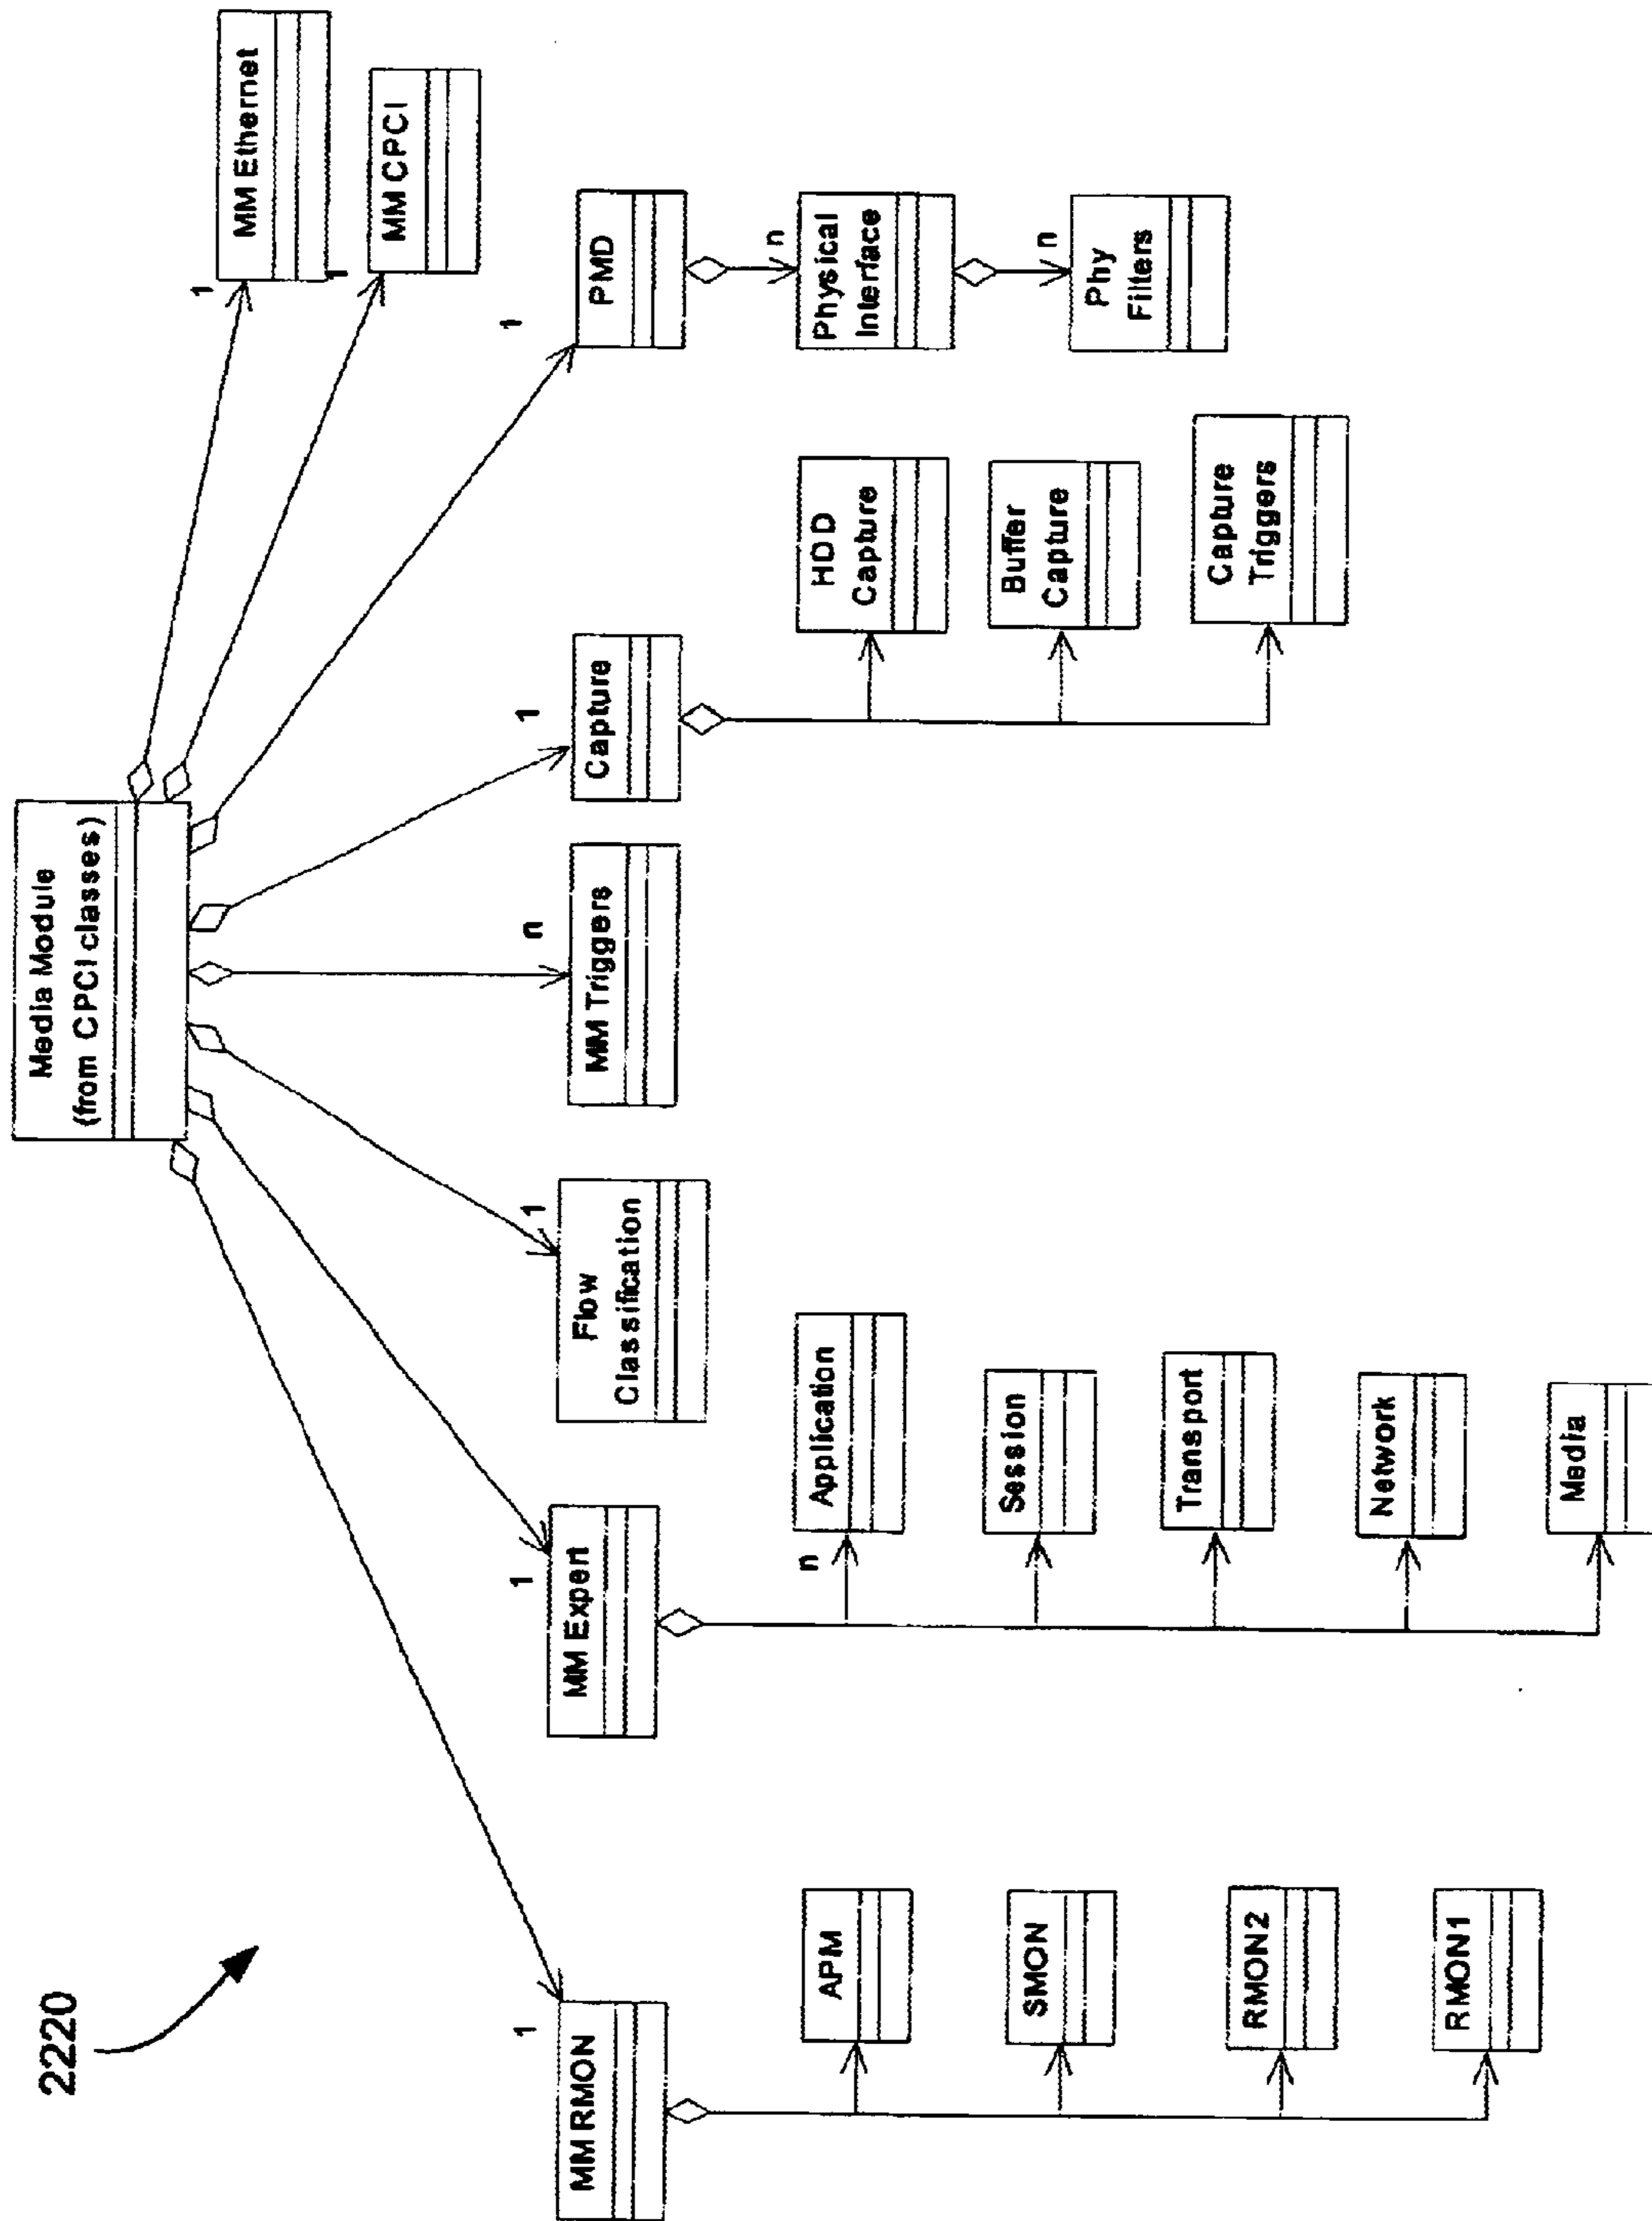 2220
Media Module
(from CPCI classes)
1
MM Ethernet
1
MM CPCI
1
MM RMON
1
MM Expert
1
Flow
Classification
n
MM Triggers
1
Capture
1
PMD
APM
SMON
RMON2
RMON1
n
Application
Session
Transport
Network
Media
HDD
Capture
Buffer
Capture
Capture
Triggers
n
Physical
Interface
n
Phy
Filters